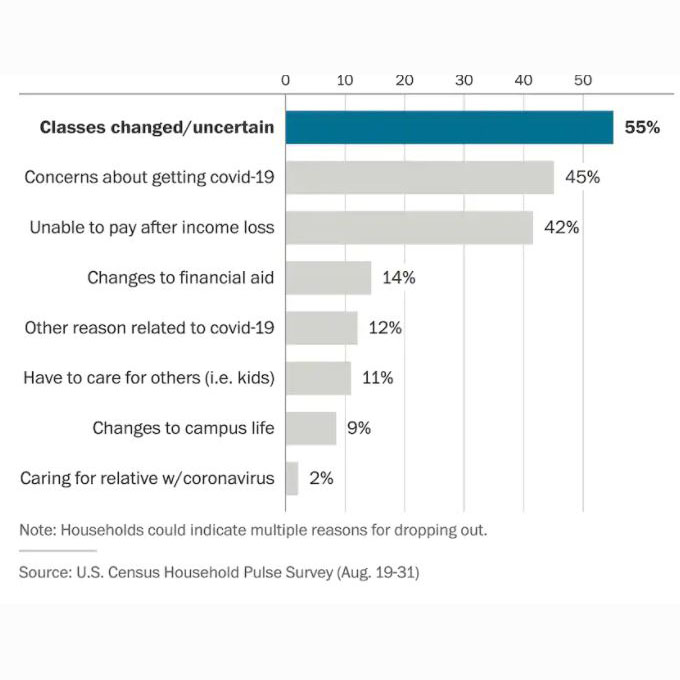 0 10 20 30 40 50
Classes changed/uncertain 55%
Concerns about getting covid-19 45%
Unable to pay after income loss 42%
Changes to financial aid 14%
Other reason related to covid-19 12%
Have to care for others (i.e. kids) 11%
Changes to campus life 9%
Caring for relative w/coronavirus 2%
Note: Households could indicate multiple reasons for dropping out.
Source: U.S. Census Household Pulse Survey (Aug. 19-31)